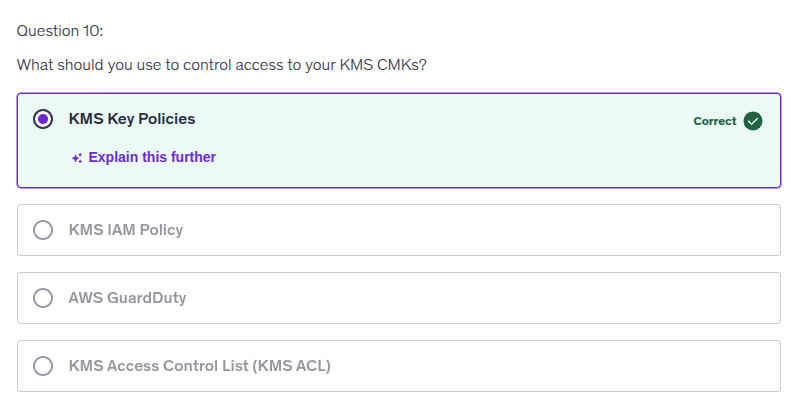 Question 10:
What should you use to control access to your KMS CMKs?
KMS Key Policies
Correct
Explain this further
KMS IAM Policy
AWS GuardDuty
KMS Access Control List (KMS ACL)